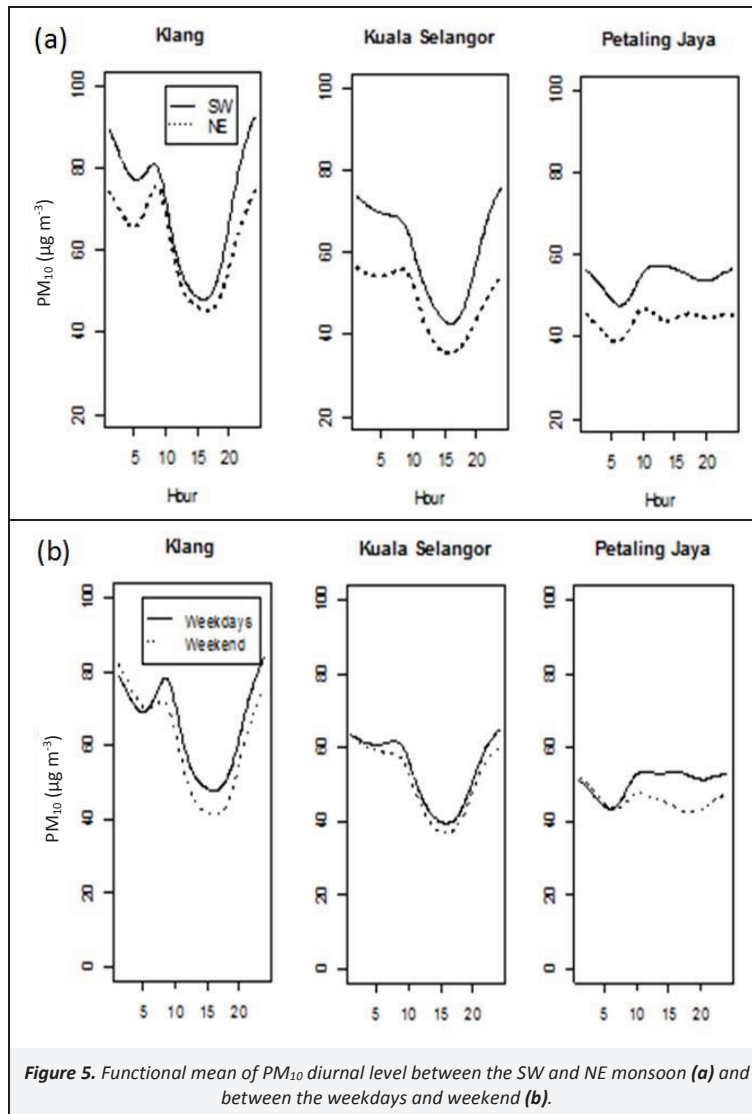 (a)
Klang
Kuala Selangor
Petaling Jaya
PM₁₀ (µg m⁻³)
100
80
60
40
20
SW
NE
5 10 15 20
Hour
100
80
60
40
20
5 10 15 20
Hour
100
80
60
40
20
5 10 15 20
Hour
(b)
Klang
Kuala Selangor
Petaling Jaya
PM₁₀ (µg m⁻³)
100
80
60
40
20
0
Weekdays
Weekend
5 10 15 20
100
80
60
40
20
0
5 10 15 20
100
80
60
40
20
0
5 10 15 20
Figure 5. Functional mean of PM₁₀ diurnal level between the SW and NE monsoon (a) and
between the weekdays and weekend (b).